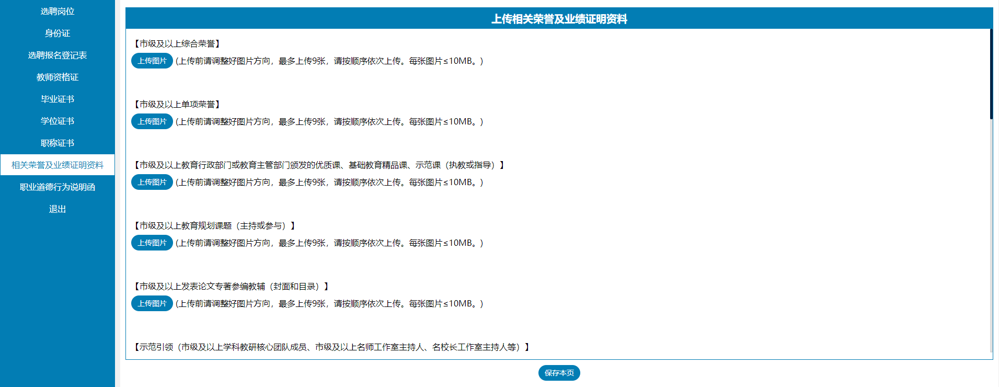 选聘岗位
身份证
选聘报名登记表
教师资格证
毕业证书
学位证书
职称证书
相关荣誉及业绩证明资料
职业道德行为说明函
退出
上传相关荣誉及业绩证明资料
【市级及以上综合荣誉】
上传图片 (上传前请调整好图片方向，最多上传9张，请按顺序依次上传。每张图片≤10MB。)
【市级及以上单项荣誉】
上传图片 (上传前请调整好图片方向，最多上传9张，请按顺序依次上传。每张图片≤10MB。)
【市级及以上教育行政部门或教育主管部门颁发的优质课、基础教育精品课、示范课（执教或指导）】
上传图片 (上传前请调整好图片方向，最多上传9张，请按顺序依次上传。每张图片≤10MB。)
【市级及以上教育规划课题（主持或参与）】
上传图片 (上传前请调整好图片方向，最多上传9张，请按顺序依次上传。每张图片≤10MB。)
【市级及以上发表论文专著参编教辅（封面和目录）】
上传图片 (上传前请调整好图片方向，最多上传9张，请按顺序依次上传。每张图片≤10MB。)
【示范引领（市级及以上学科教研核心团队成员、市级及以上名师工作室主持人、名校长工作室主持人等）】
保存本页